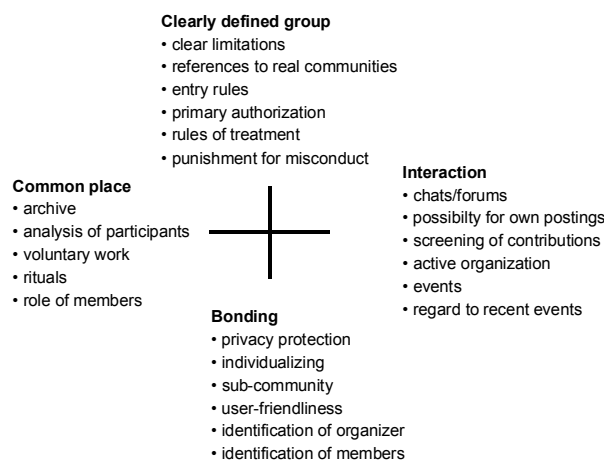 Clearly defined group
• clear limitations
• references to real communities
• entry rules
• primary authorization
• rules of treatment
• punishment for misconduct
Common place
• archive
• analysis of participants
• voluntary work
• rituals
• role of members
Interaction
• chats/forums
• possibilty for own postings
• screening of contributions
• active organization
• events
• regard to recent events
Bonding
• privacy protection
• individualizing
• sub-community
• user-friendliness
• identification of organizer
• identification of members